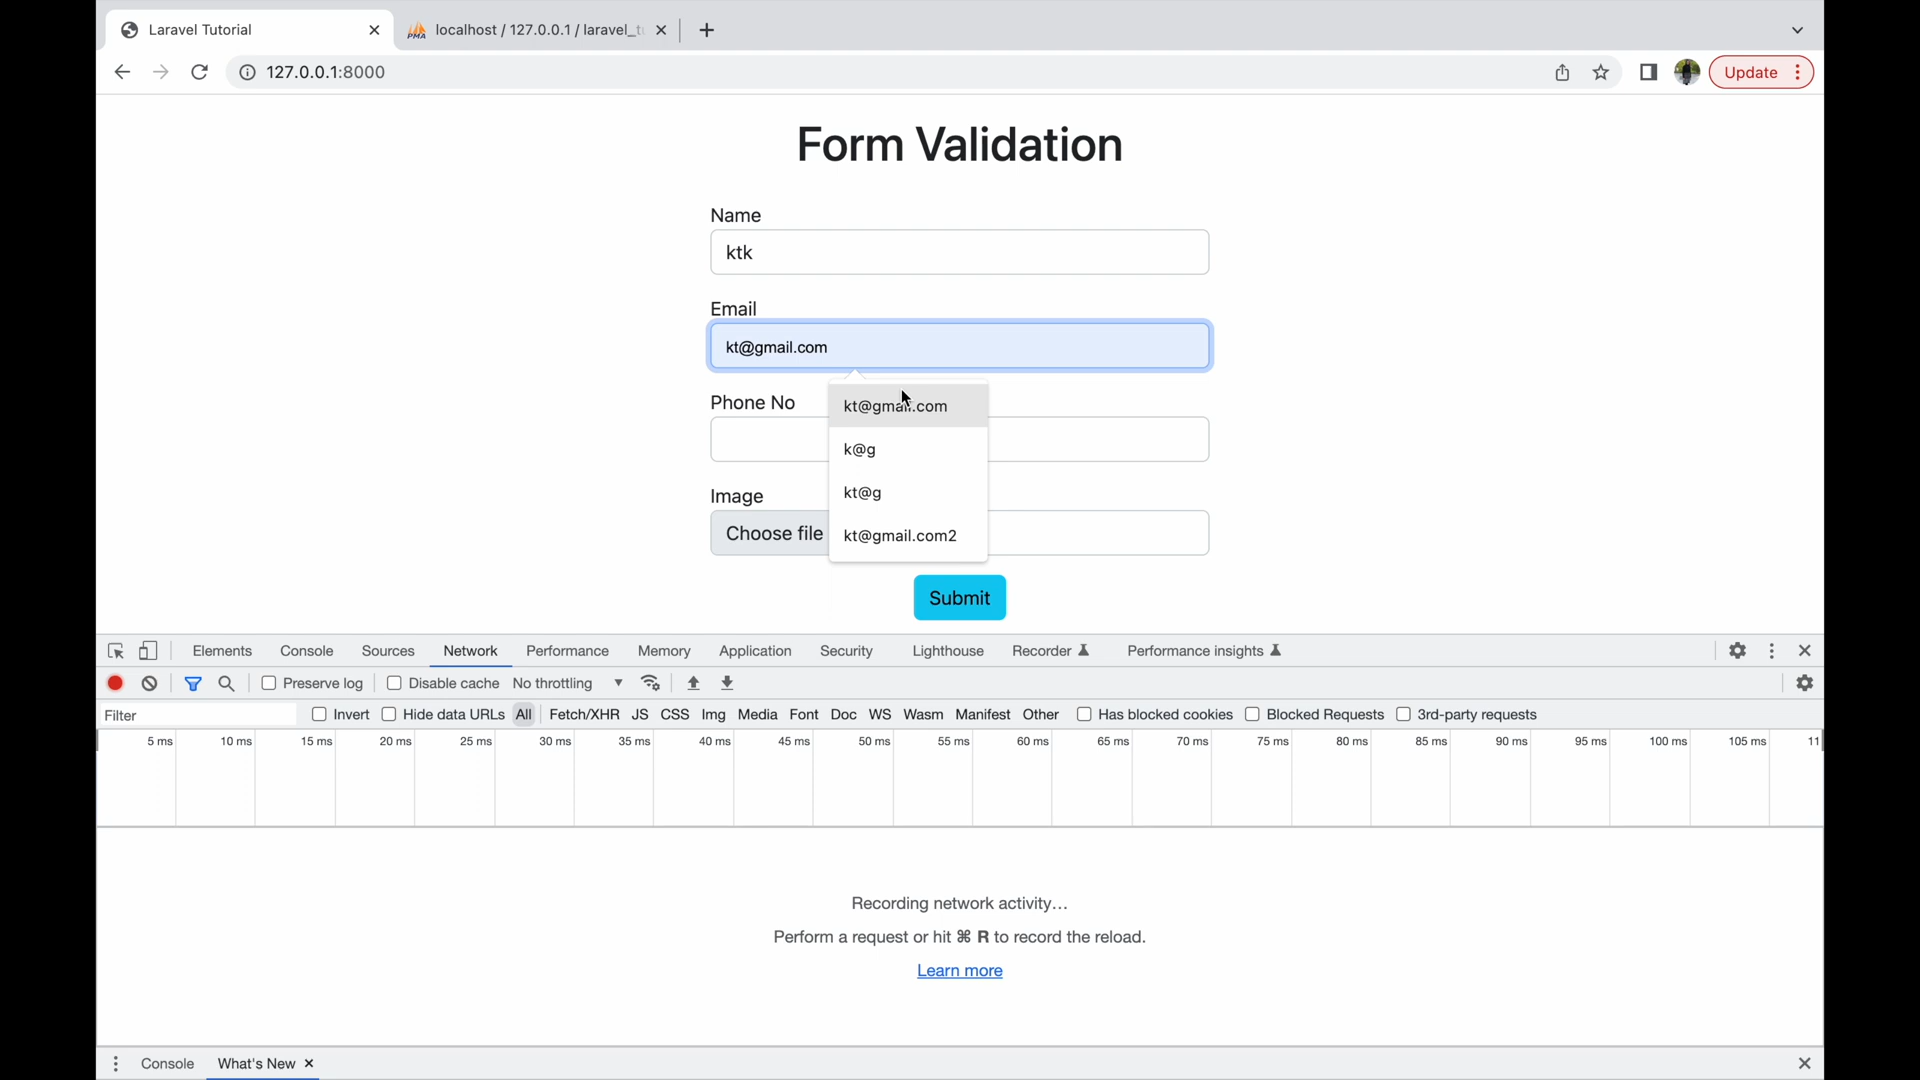 Laravel Tutorial
localhost / 127.0.0.1 / laravel_t
127.0.0.1:8000
Update
Form Validation
Name
ktk
Email
kt@gmail.com
kt@gmail.com
Phone No
k@g
kt@g
Image
Choose file
kt@gmail.com2
Submit
Elements Console Sources Network Performance Memory Application Security Lighthouse Recorder Performance insights
Preserve log Disable cache No throttling
Filter Invert Hide data URLs All Fetch/XHR JS CSS Img Media Font Doc WS Wasm Manifest Other Has blocked cookies Blocked Requests 3rd-party requests
5 ms 10 ms 15 ms 20 ms 25 ms 30 ms 35 ms 40 ms 45 ms 50 ms 55 ms 60 ms 65 ms 70 ms 75 ms 80 ms 85 ms 90 ms 95 ms 100 ms 105 ms 11
Recording network activity…
Perform a request or hit ⌘ R to record the reload.
Learn more
Console What's New